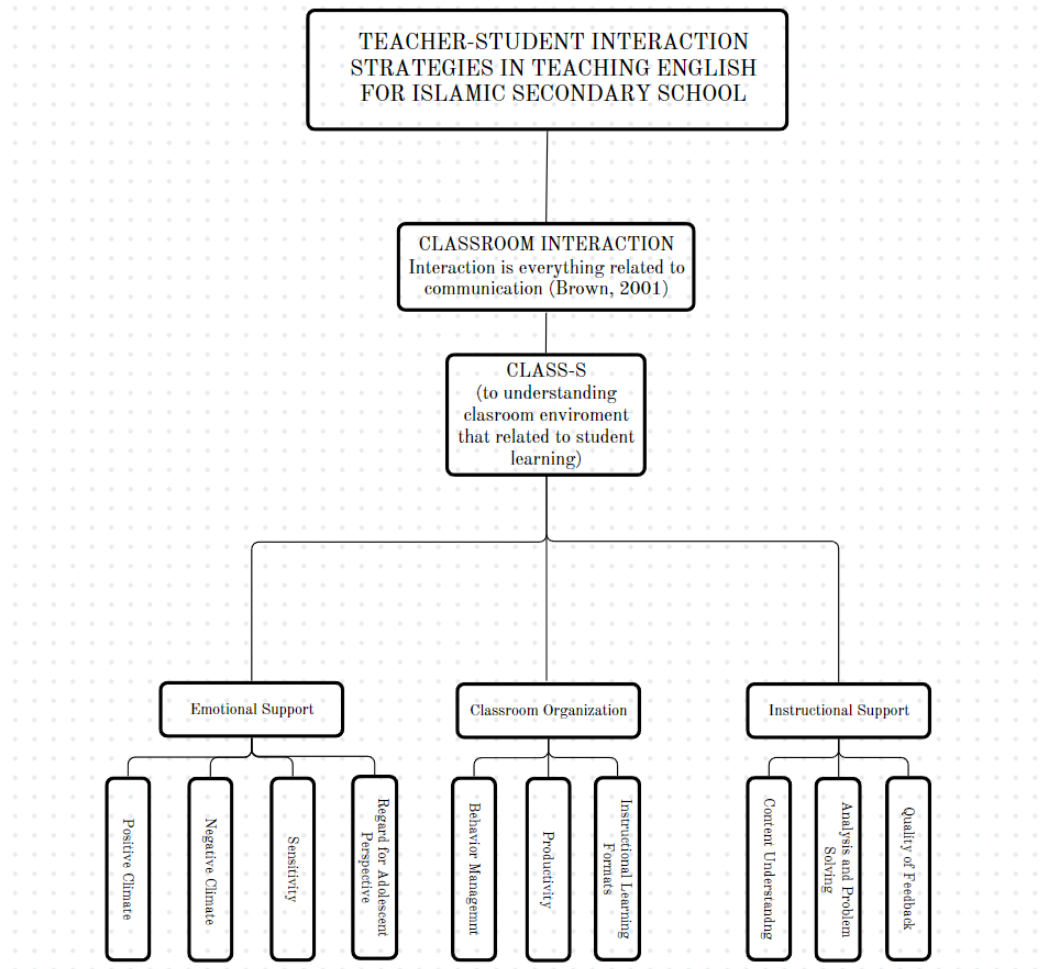 TEACHER-STUDENT INTERACTION
STRATEGIES IN TEACHING ENGLISH
FOR ISLAMIC SECONDARY SCHOOL
CLASSROOM INTERACTION
Interaction is everything related to
communication (Brown, 2001)
CLASS-S
(to understanding
clasroom enviroment
that related to student
learning)
Emotional Support
Classroom Organization
Instructional Support
Positive Climate
Negative Climate
Sensitivity
Regard for Adolescent
Perspective
Behavior Managemnt
Productivity
Instructional Learning
Formats
Content Understandng
Analysis and Problem
Solving
Quality of Feedback